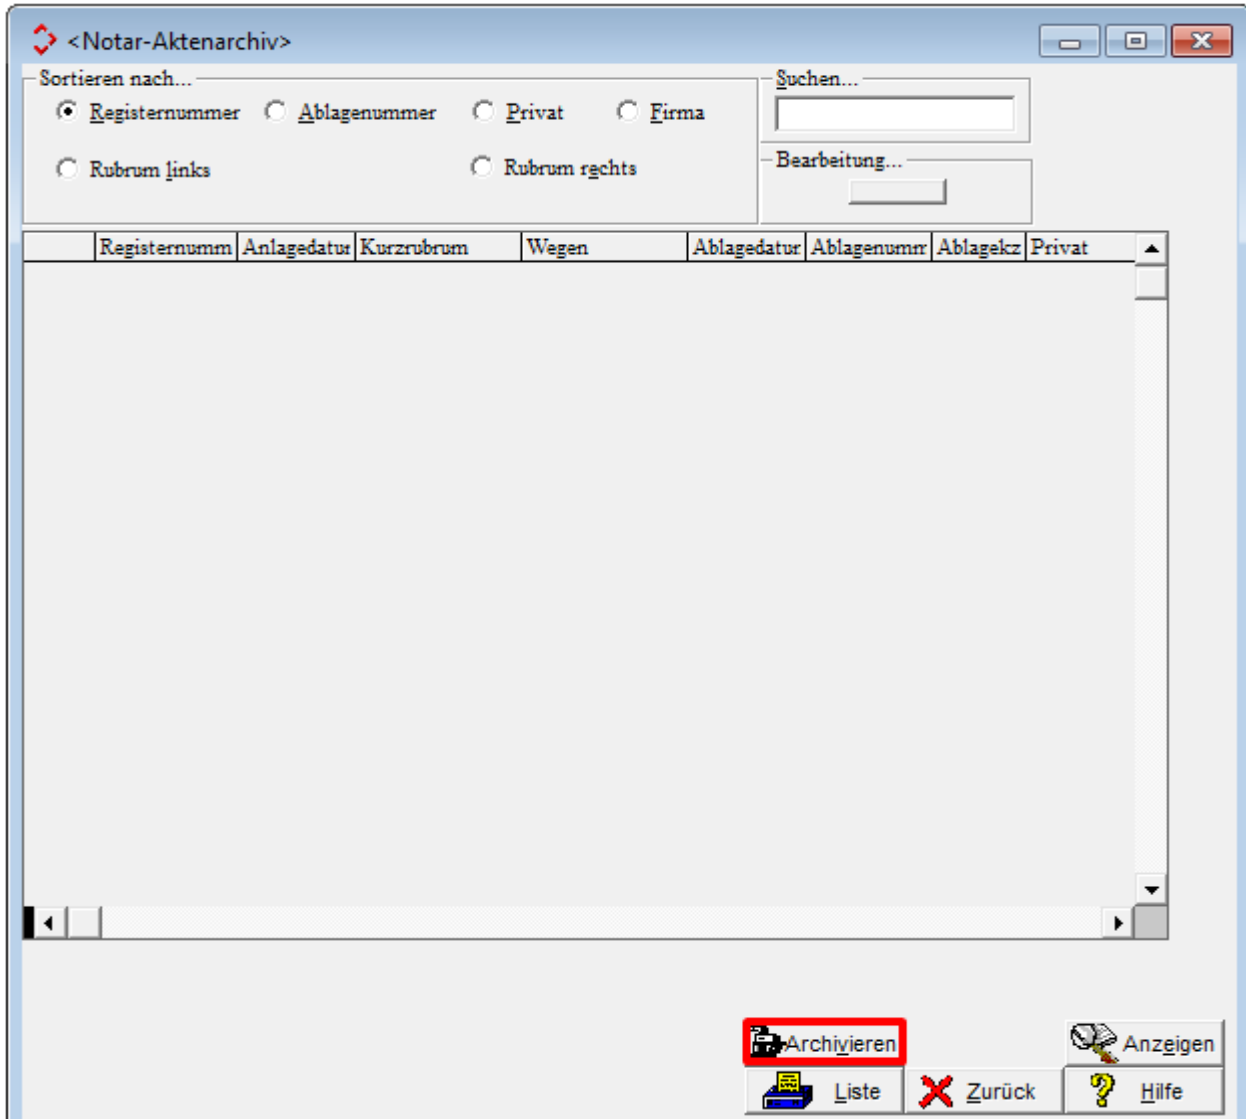 <Notar-Aktenarchiv>
Sortieren nach... Suchen...
Registernummer Ablagenummer Privat Firma
Rubrum links Rubrum rechts Bearbeitung...
Registernumm Anlagedatur Kurzrubrum Wegen Ablagedatur Ablagenumr Ablagekz Privat
Archivieren Anzeigen
Liste Zurück Hilfe